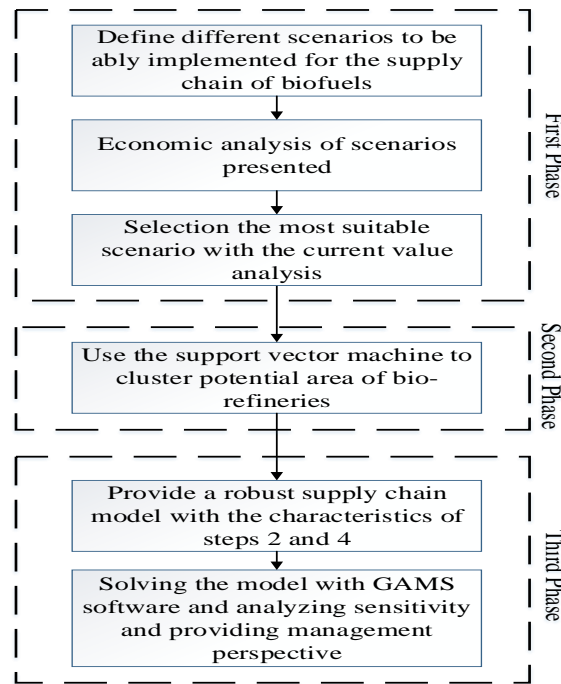 Define different scenarios to be
ably implemented for the supply
chain of biofuels
Economic analysis of scenarios
presented
Selection the most suitable
scenario with the current value
analysis
First Phase
Use the support vector machine to
cluster potential area of bio-
refineries
Second Phase
Provide a robust supply chain
model with the characteristics of
steps 2 and 4
Solving the model with GAMS
software and analyzing sensitivity
and providing management
perspective
Third Phase